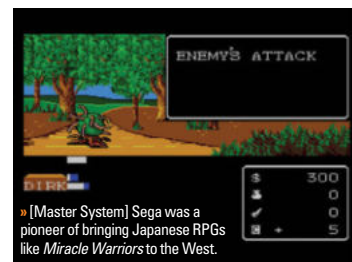 ENEMY'S ATTACK
DIRK
$ 300
0
0
+ 5
» [Master System] Sega was a
pioneer of bringing Japanese RPGs
like Miracle Warriors to the West.